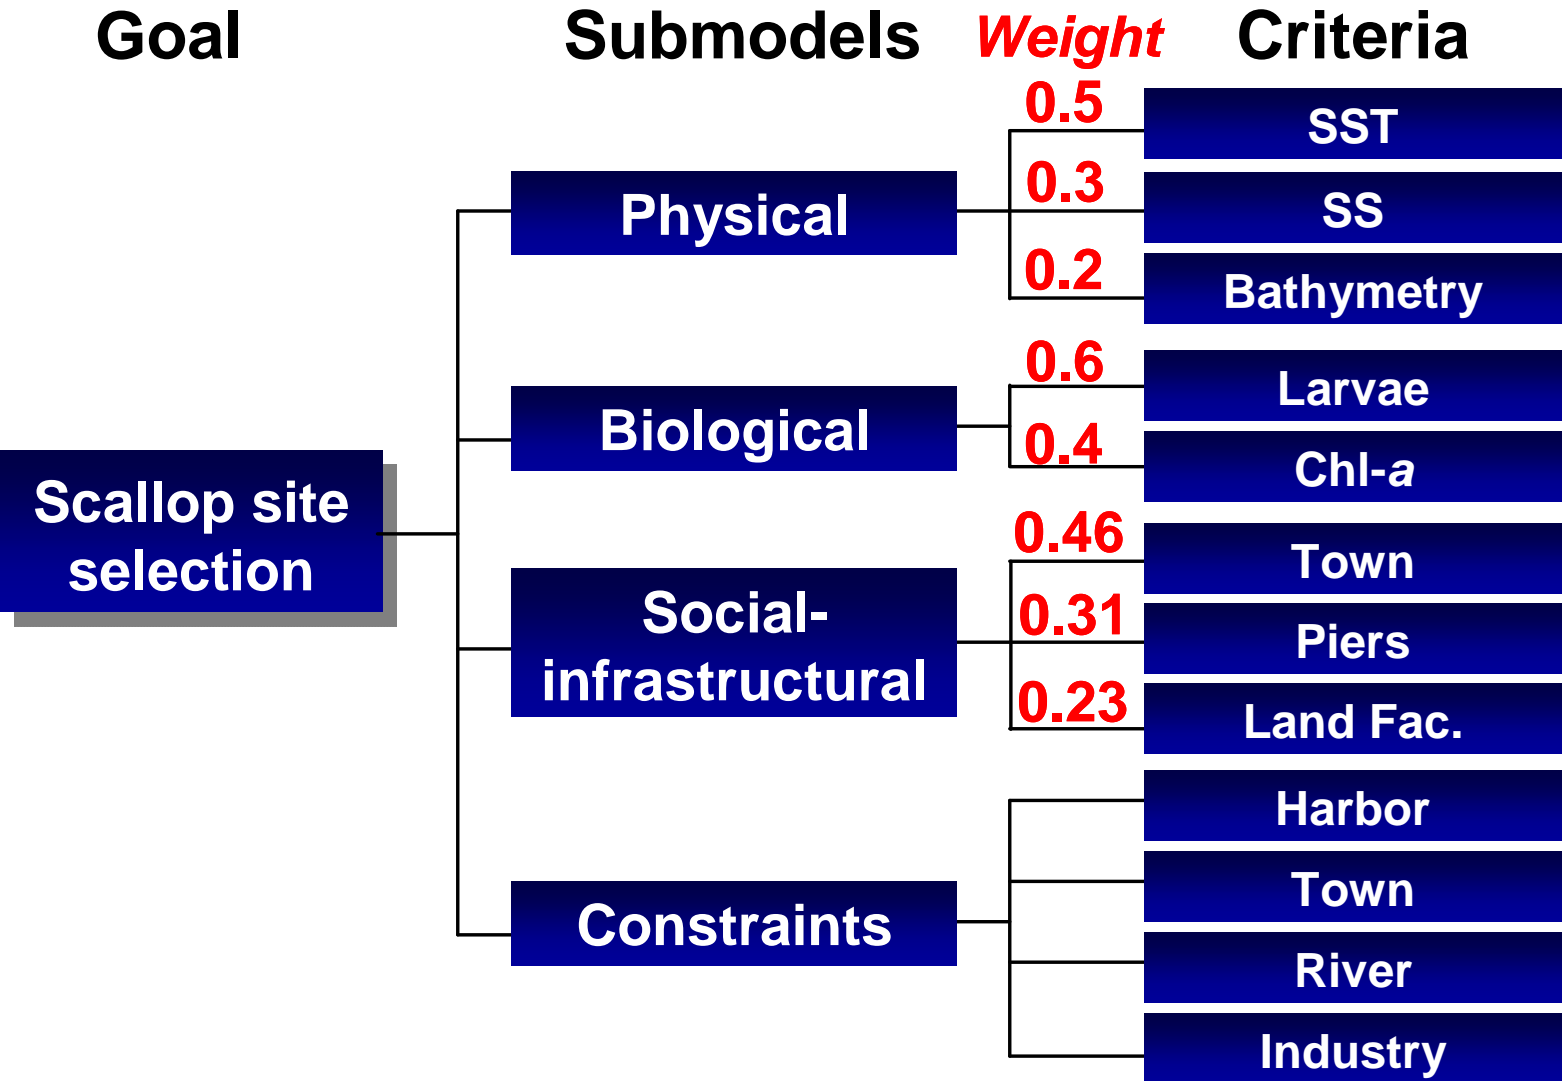 Goal
Submodels
Weight
Criteria
Scallop site
selection
Physical
0.5
SST
0.3
SS
0.2
Bathymetry
Biological
0.6
Larvae
0.4
Chl-a
Social-
infrastructural
0.46
Town
0.31
Piers
0.23
Land Fac.
Constraints
Harbor
Town
River
Industry